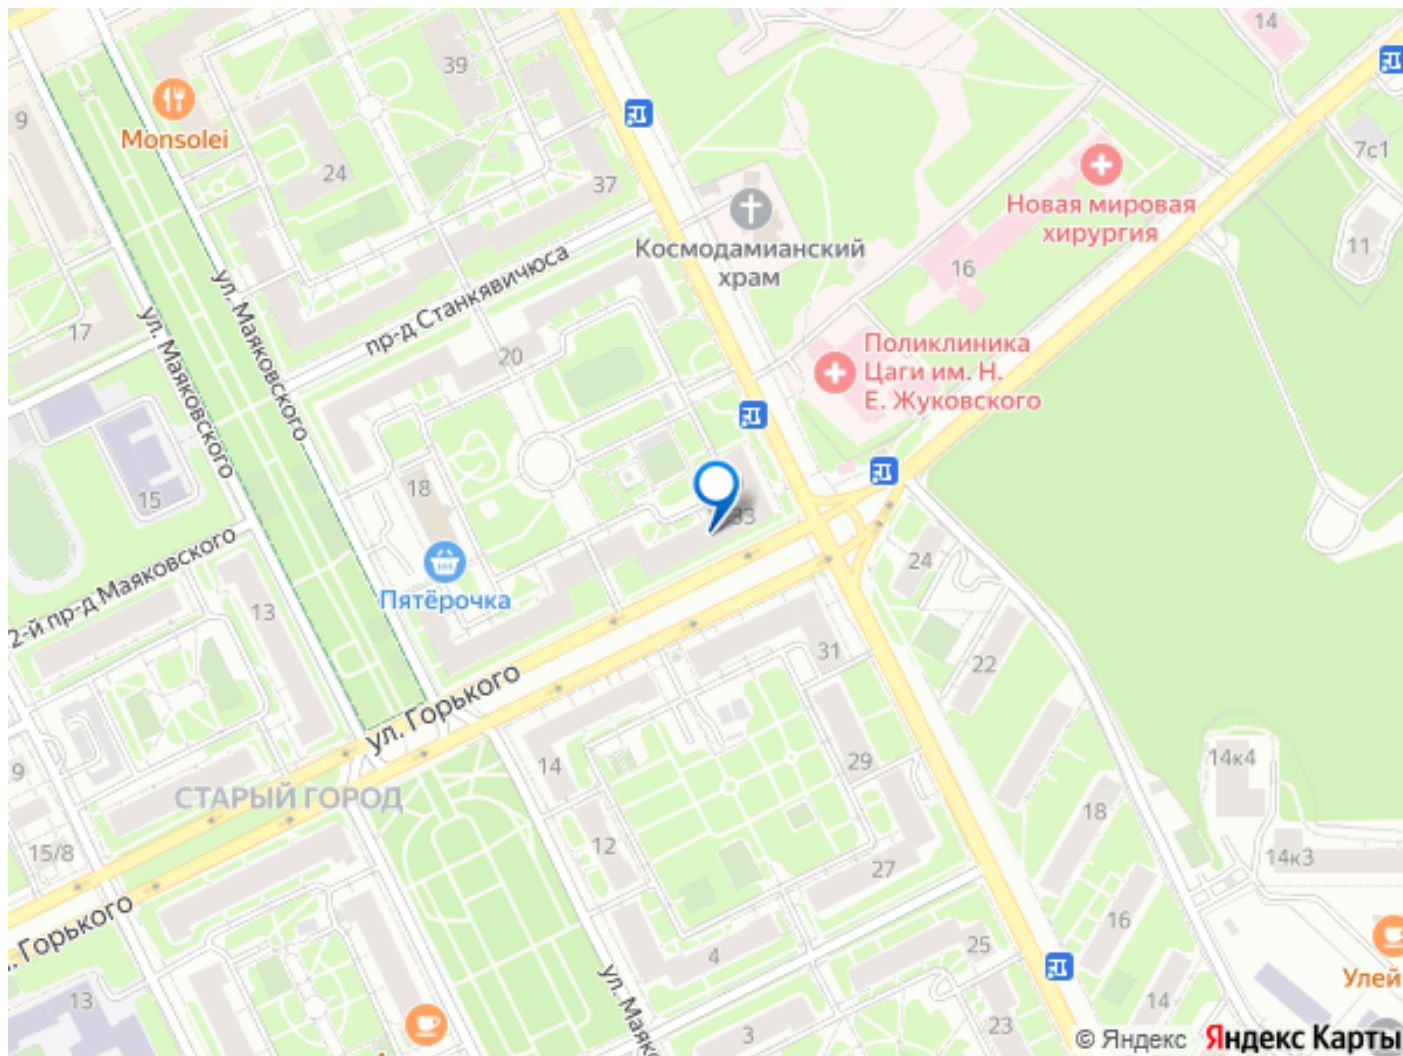 14
39
9
Monsolei
7с1
24
37
Новая мировая
хирургия
Космодамианский
храм
11
16
пр-д Станкявичюса
ул. Маяковского
17
ул. Маяковского
20
Поликлиника
Цаги им. Н.
Е. Жуковского
15
18
33
2-й пр-д Маяковского
Пятёрочка
24
13
31
22
ул. Горького
14
29
9
СТАРЫЙ ГОРОД
14к4
18
15/8
12
27
14к3
Горького
16
4
25
Улей
ул. Маяко
13
14
23
3
© Яндекс
Яндекс Карты